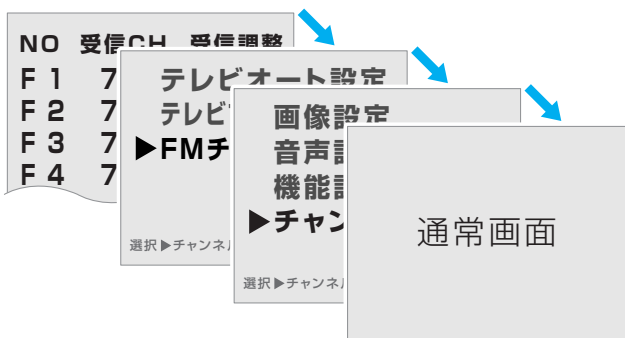 NO 受信CH 受信調整
F 1 7
F 2 7
F 3 7
F 4 7
テレビオート設定
テレビ
▶FMチ
選択▶チャンネル
画像設定
音声
機能
▶チャン
選択▶チャンネル
通常画面